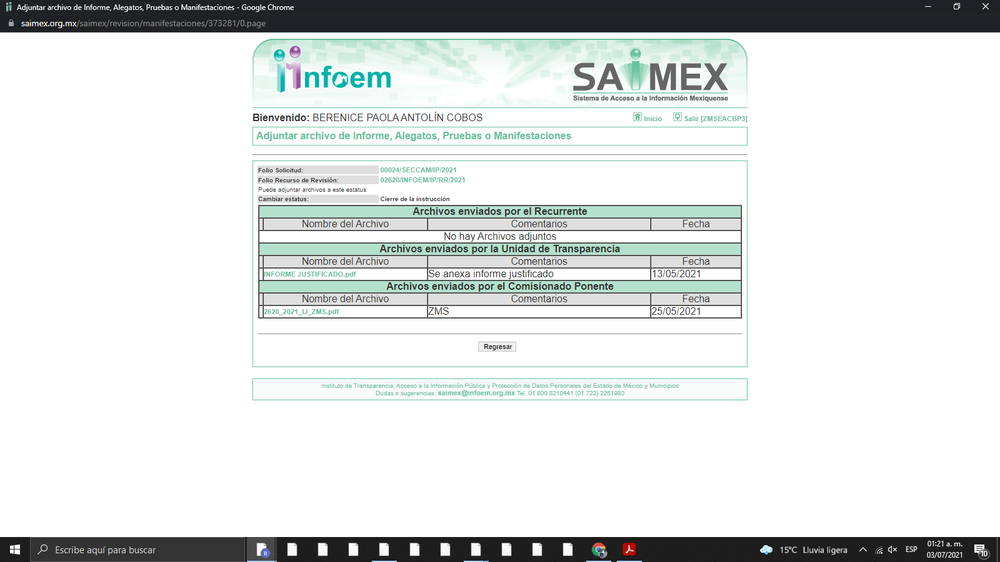 Adjuntar archivo de Informe, Alegatos, Pruebas o Manifestaciones - Google Chrome
saimex.org.mx/saimex/revision/manifestaciones/373281/0.page
infoem
SAIMEX
Sistema de Acceso a la Información Mexiquense
Bienvenido: BERENICE PAOLA ANTOLÍN COBOS
Inicio Salir [ZMSEACBP3]
Adjuntar archivo de Informe, Alegatos, Pruebas o Manifestaciones
Folio Solicitud: 00024/SECCAM/IP/2021
Folio Recurso de Revisión: 02620/INFOEM/IP/RR/2021
Puede adjuntar archivos a este estatus
Cambiar estatus: Cierre de la instrucción
Archivos enviados por el Recurrente
Nombre del Archivo Comentarios Fecha
No hay Archivos adjuntos
Archivos enviados por la Unidad de Transparencia
Nombre del Archivo Comentarios Fecha
INFORME JUSTIFICADO.pdf Se anexa informe justificado 13/05/2021
Archivos enviados por el Comisionado Ponente
Nombre del Archivo Comentarios Fecha
2620_2021_IJ_ZMS.pdf ZMS 25/05/2021
Regresar
Instituto de Transparencia, Acceso a la Información Pública y Protección de Datos Personales del Estado de México y Municipios
Dudas o sugerencias: saimex@infoem.org.mx Tel. 01 800 8210441 (01 722) 2261980
Escribe aquí para buscar
B
15°C Lluvia ligera
ESP
01:21 a. m.
03/07/2021
10